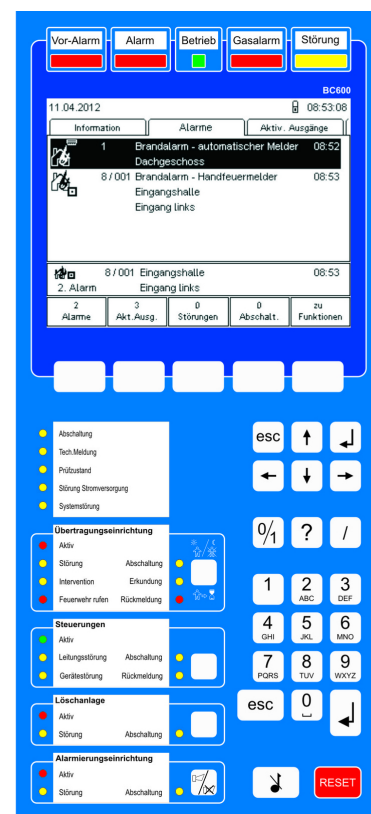 Vor-Alarm Alarm Betrieb Gasalarm Störung
BC600
11.04.2012 08:53:08
Information Alarme Aktiv. Ausgänge
1 Brandalarm - automatischer Melder 08:52
Dachgeschoss
8/001 Brandalarm - Handfeuermelder 08:53
Eingangshalle
Eingang links
8/001 Eingangshalle 08:53
2. Alarm Eingang links
2 3 0 0 zu
Alarme Akt.Ausg. Störungen Abschalt. Funktionen
Abschaltung
Tech.Meldung
Prüfzustand
Störung Stromversorgung
Systemstörung
esc
0/1 ? /
Übertragungseinrichtung
Aktiv
Störung Abschaltung
Intervention Erkundung
Feuerwehr rufen Rückmeldung
Steuerungen
Aktiv
Leitungsstörung Abschaltung
Gerätestörung Rückmeldung
Löschanlage
Aktiv
Störung Abschaltung
Alarmierungseinrichtung
Aktiv
Störung Abschaltung
1 2 3
ABC DEF
4 5 6
GHI JKL MNO
7 8 9
PQRS TUV WXYZ
esc 0
RESET